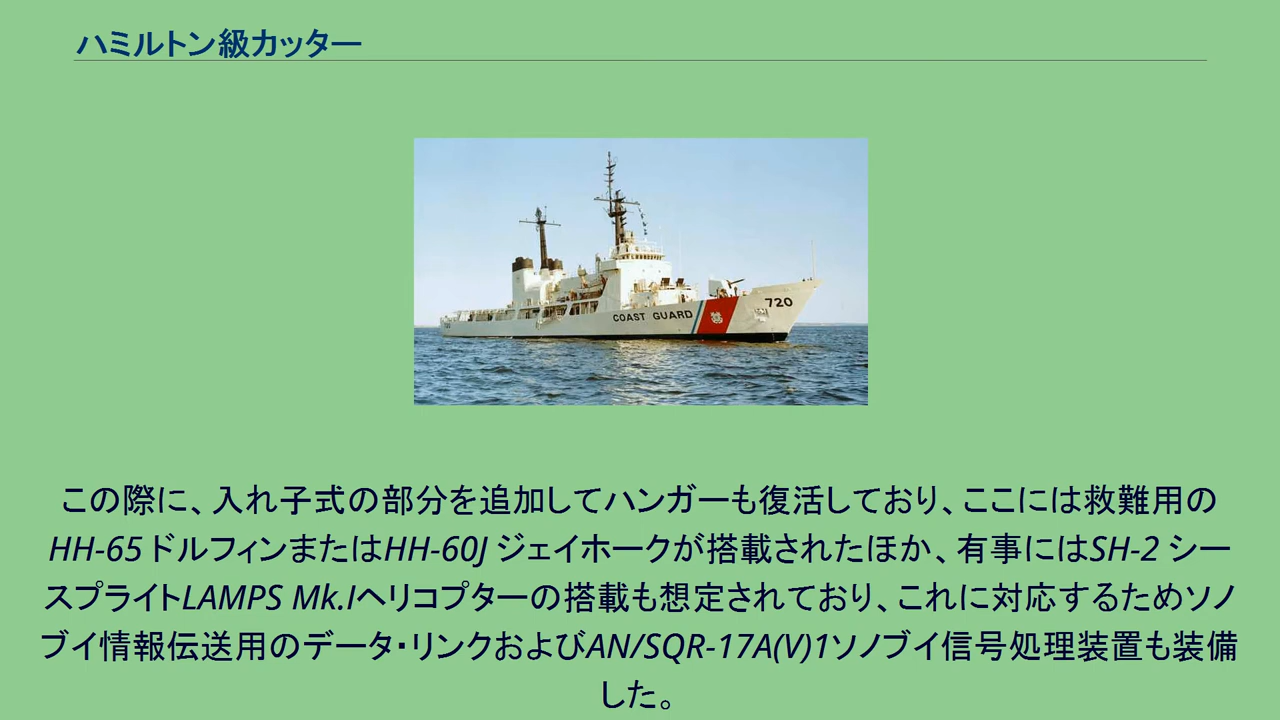 ハミルトン級カッター
COAST GUARD
720
この際に、入れ子式の部分を追加してハンガーも復活しており、ここには救難用の
HH-65 ドルフィンまたはHH-60J ジェイホークが搭載されたほか、有事にはSH-2 シー
スプライトLAMPS Mk.Iヘリコプターの搭載も想定されており、これに対応するためソノ
ブイ情報伝送用のデータ・リンクおよびAN/SQR-17A(V)1ソノブイ信号処理装置も装備
した。